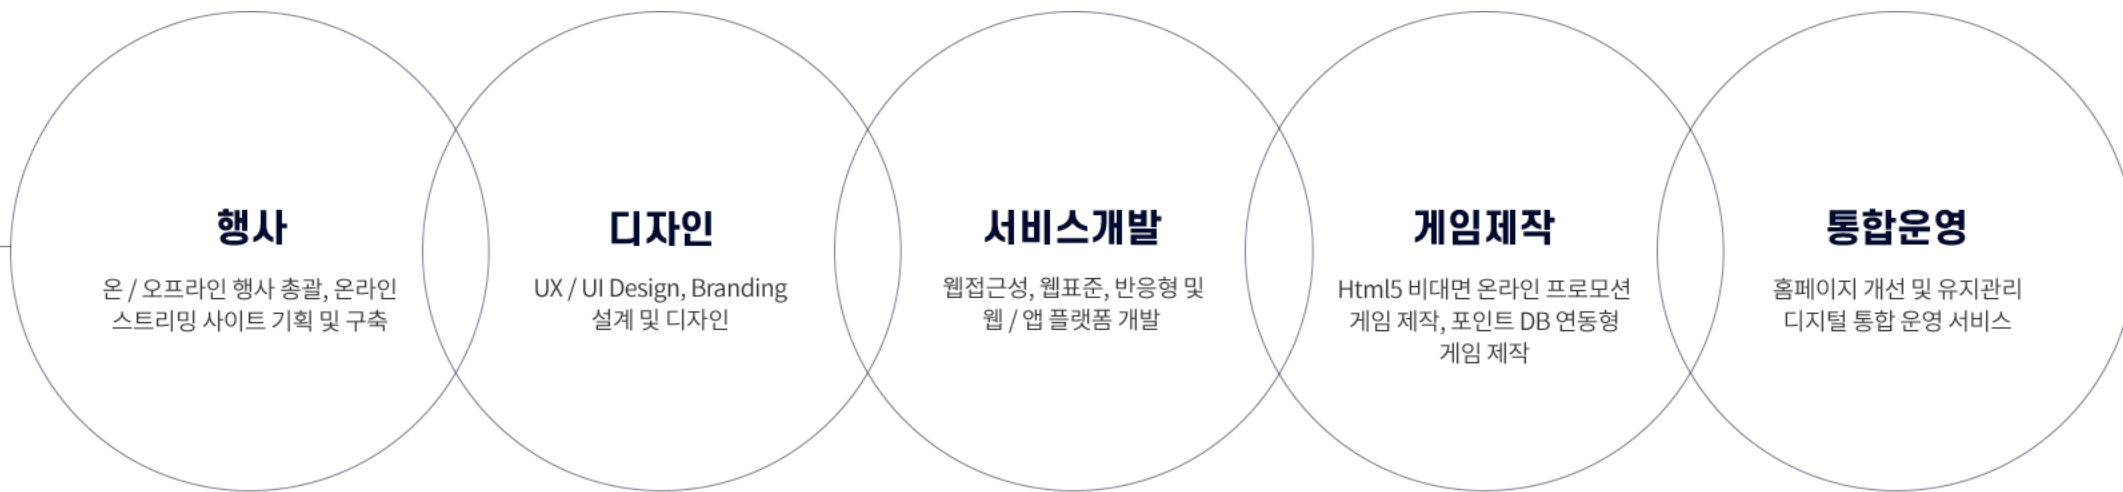 행사
온 / 오프라인 행사 총괄, 온라인
스트리밍 사이트 기획 및 구축
디자인
UX / UI Design, Branding
설계 및 디자인
서비스개발
웹접근성, 웹표준, 반응형 및
웹 / 앱 플랫폼 개발
게임제작
Html5 비대면 온라인 프로모션
게임 제작, 포인트 DB 연동형
게임 제작
통합운영
홈페이지 개선 및 유지관리
디지털 통합 운영 서비스